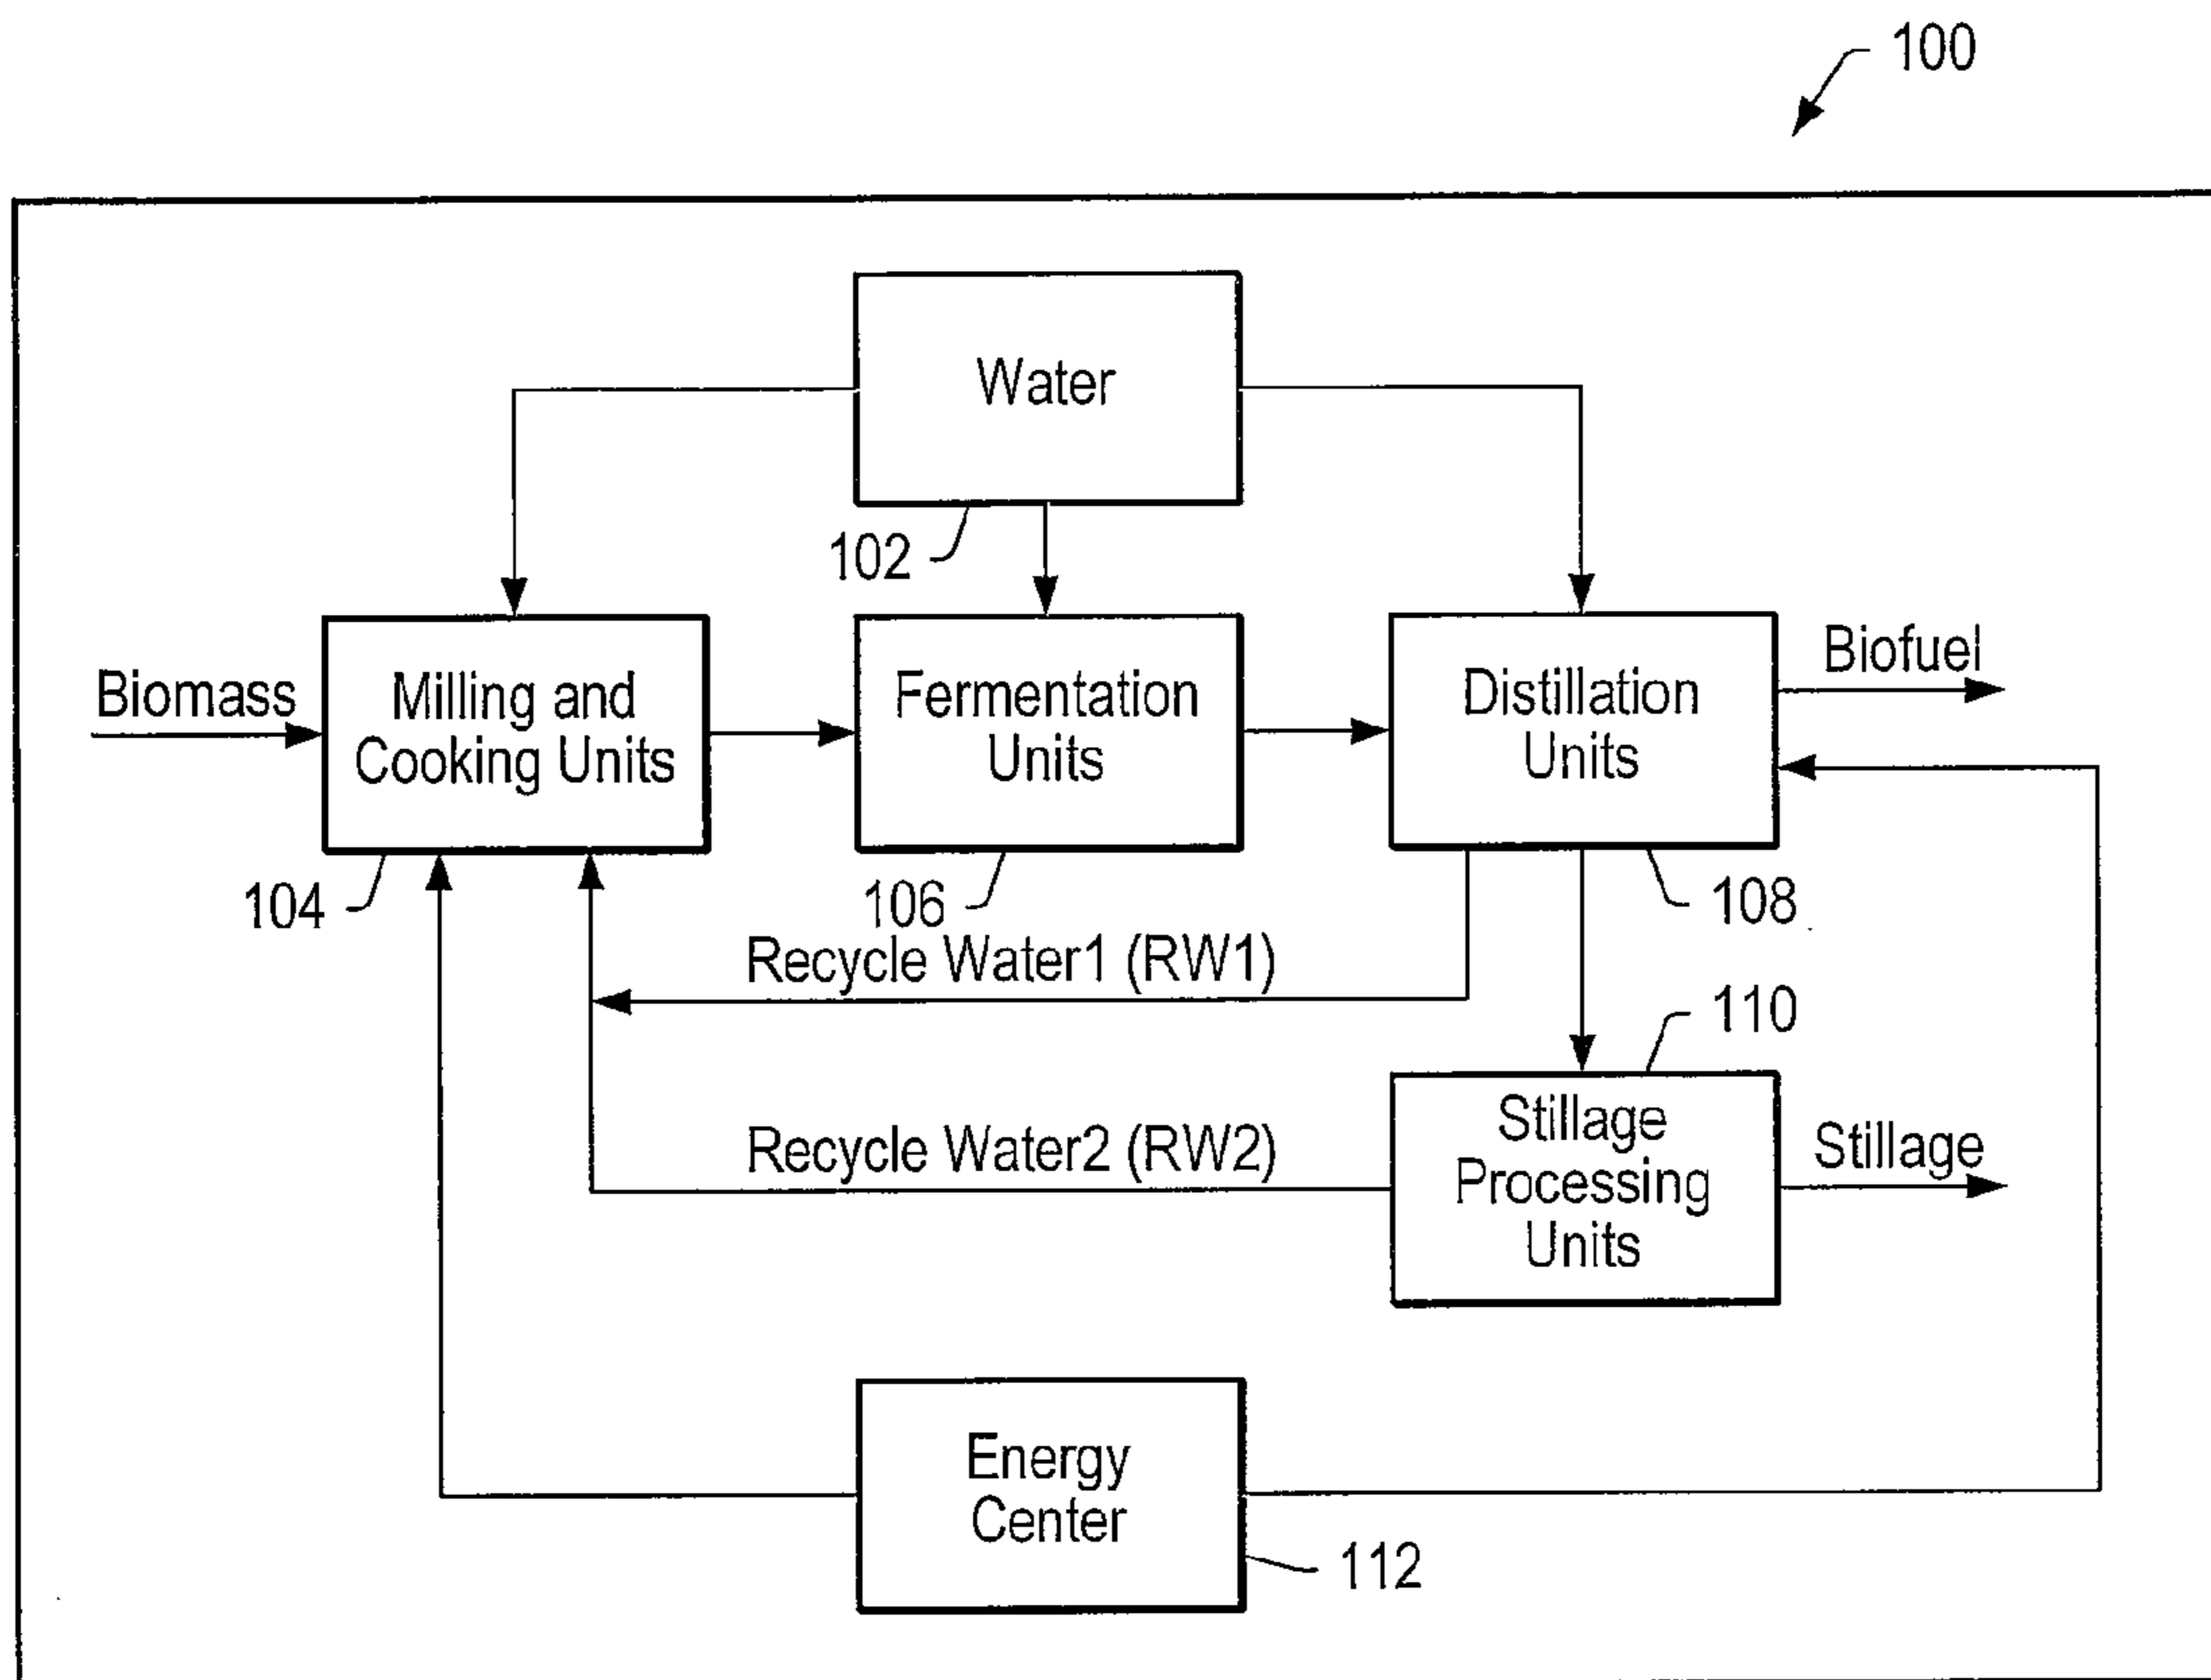 100
Water
102
Biomass
Milling and
Cooking Units
104
Fermentation
Units
106
Distillation
Units
108
Biofuel
Recycle Water1 (RW1)
110
Recycle Water2 (RW2)
Stillage
Processing
Units
Stillage
Energy
Center
112